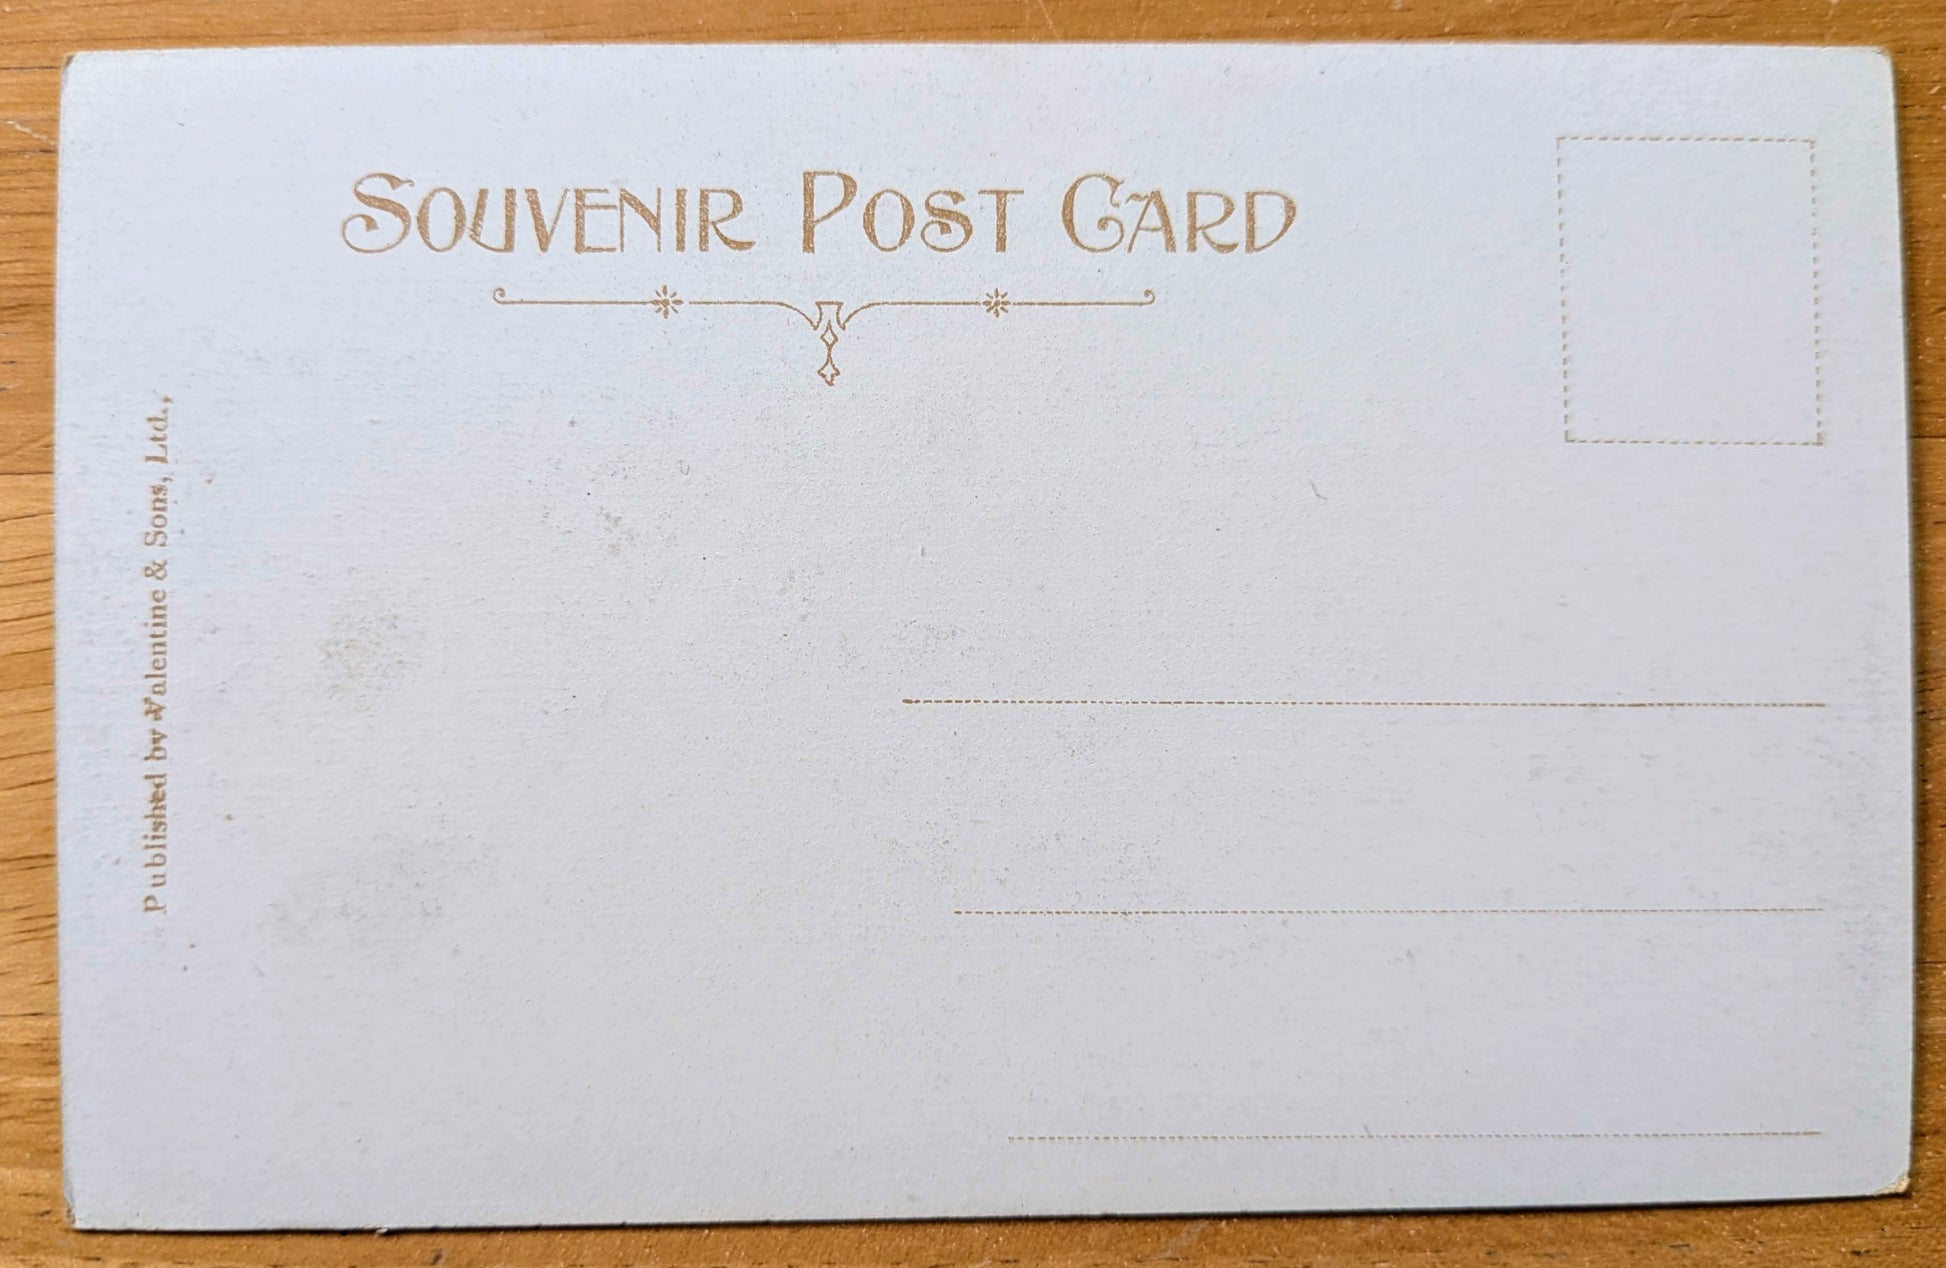 SOUVENIR POST CARD
Published by Valentine & Sons, Ltd.,